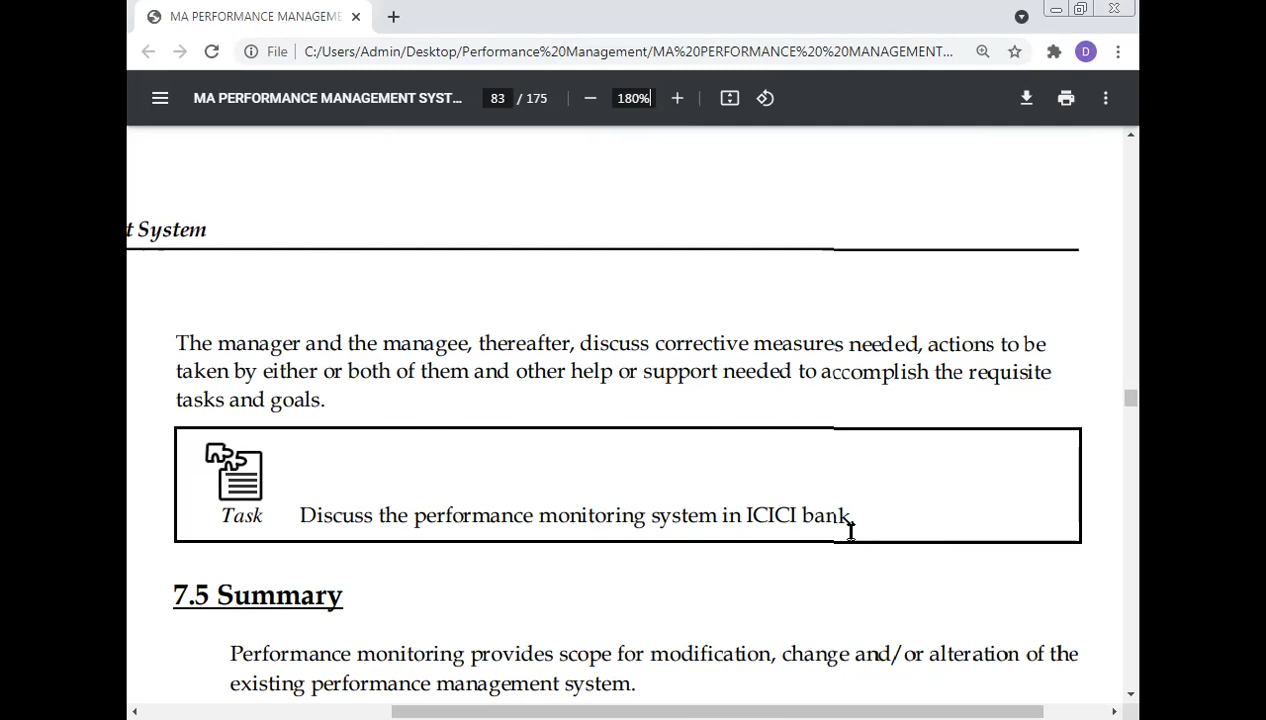 MA PERFORMANCE MANAGEME
File C:/Users/Admin/Desktop/Performance%20Management/MA%20PERFORMANCE%20%20MANAGEMENT...
D
MA PERFORMANCE MANAGEMENT SYST... 83 / 175 180%
t System
The manager and the managee, thereafter, discuss corrective measures needed, actions to be
taken by either or both of them and other help or support needed to accomplish the requisite
tasks and goals.
Task Discuss the performance monitoring system in ICICI bank.
7.5 Summary
Performance monitoring provides scope for modification, change and/or alteration of the
existing performance management system.